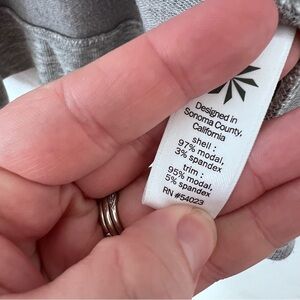 Designed in
Sonoma County,
California
shell :
97% modal,
3% spandex
trim :
95% modal,
5% spandex
RN #54023